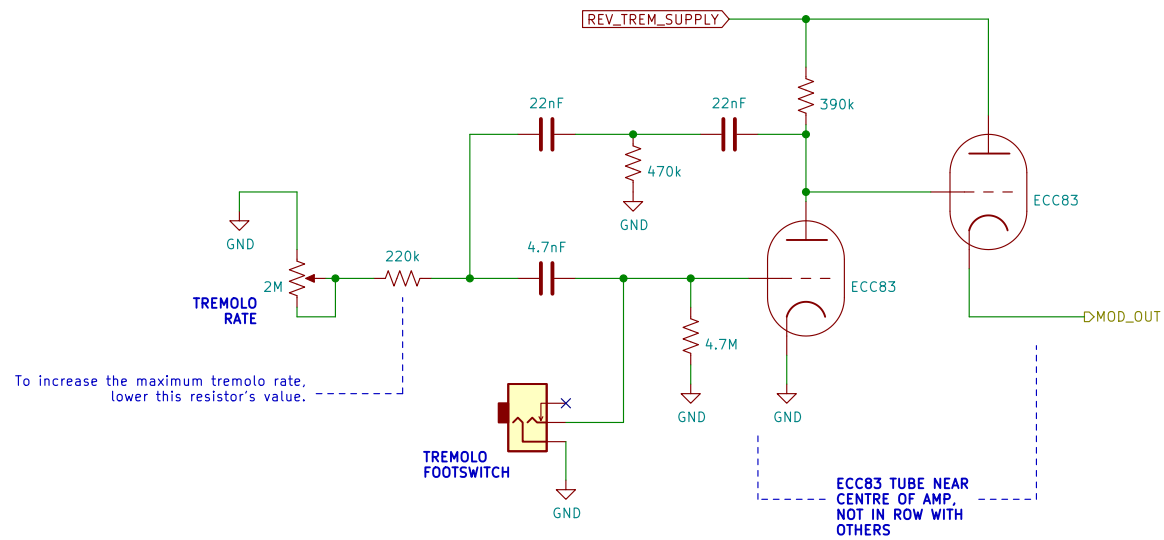 REV_TREM_SUPPLY
22nF
22nF
390k
470k
GND
ECC83
GND
4.7nF
220k
2M
ECC83
TREMOLO
RATE
MOD_OUT
4.7M
To increase the maximum tremolo rate,
lower this resistor's value.
GND
GND
TREMOLO
FOOTSWITCH
GND
ECC83 TUBE NEAR
CENTRE OF AMP,
NOT IN ROW WITH
OTHERS